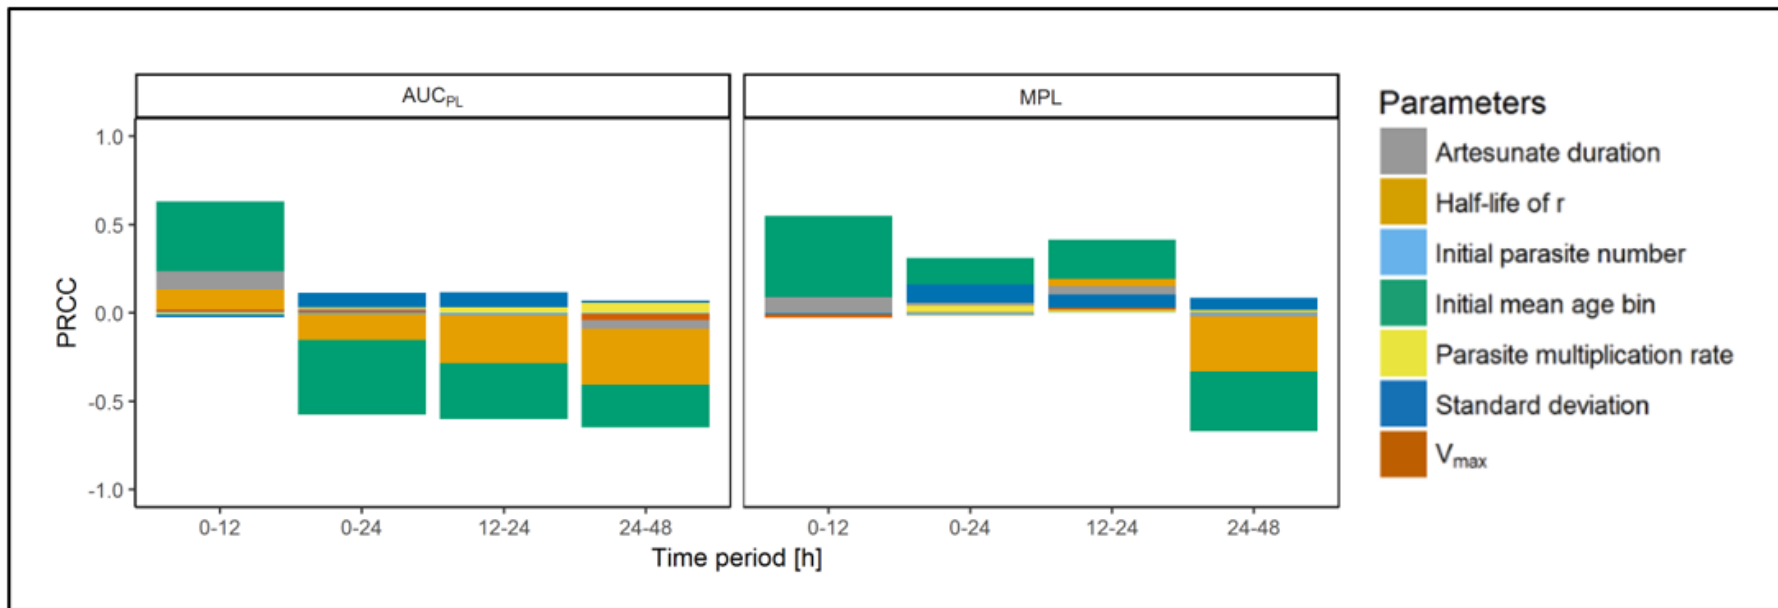 AUCPL
MPL
1.0
0.5
0.0
-0.5
-1.0
PRCC
0-12
0-24
12-24
24-48
0-12
0-24
12-24
24-48
Time period [h]
Parameters
Artesunate duration
Half-life of r
Initial parasite number
Initial mean age bin
Parasite multiplication rate
Standard deviation
Vmax